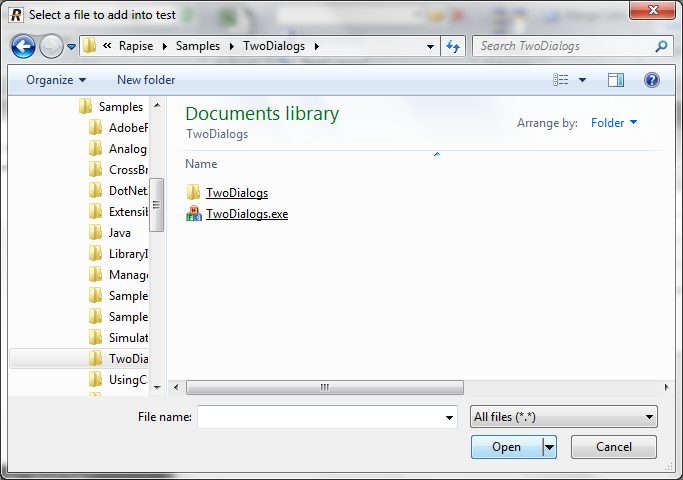 Select a file to add into test
« Rapise Samples TwoDialogs
Search TwoDialogs
Organize New folder
Samples
AdobeF
Analog
CrossBr
DotNet
Extensib
Java
LibraryI
Manage
Sample
Sample
Simulat
TwoDia
UsingC
Documents library
TwoDialogs
Arrange by: Folder
Name
TwoDialogs
TwoDialogs.exe
File name:
All files (*.*)
Open
Cancel